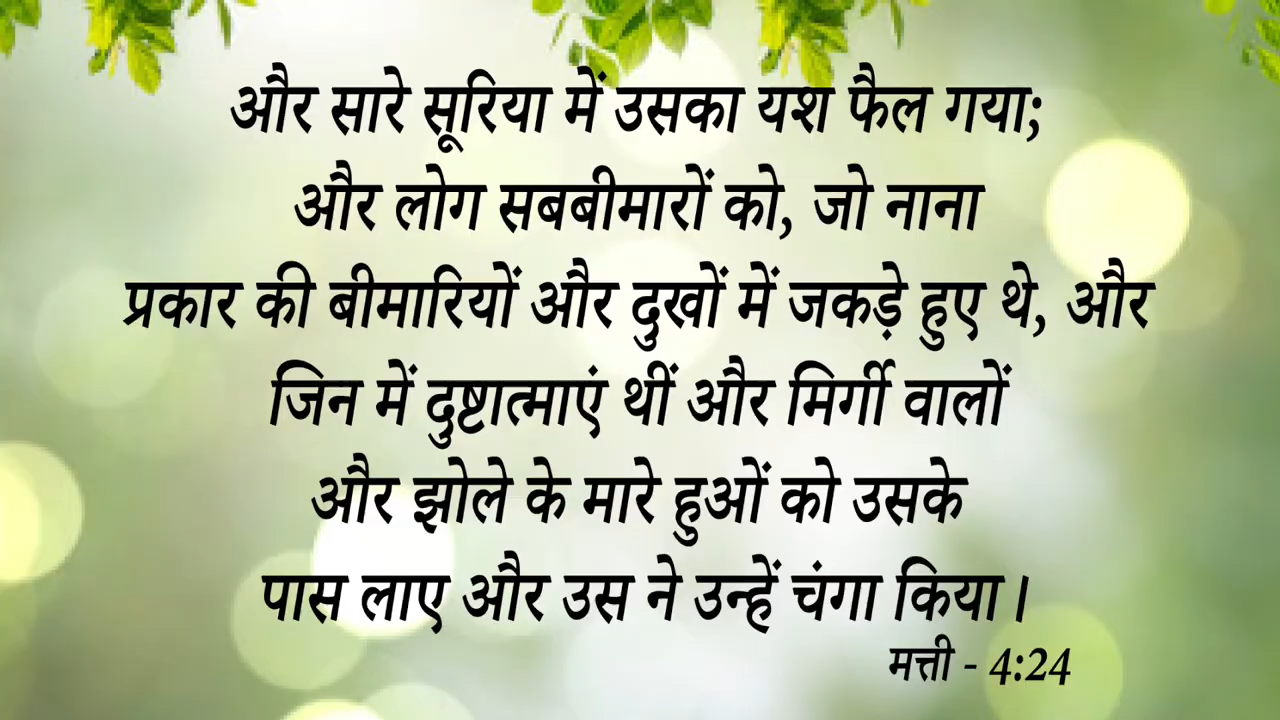 और सारे सूरिया में उसका यश फैल गया;
और लोग सबबीमारों को, जो नाना
प्रकार की बीमारियों और दुखों में जकड़े हुए थे, और
जिन में दुष्टात्माएं थीं और मिर्गी वालों
और झोले के मारे हुओं को उसके
पास लाए और उस ने उन्हें चंगा किया।
मत्ती - 4:24